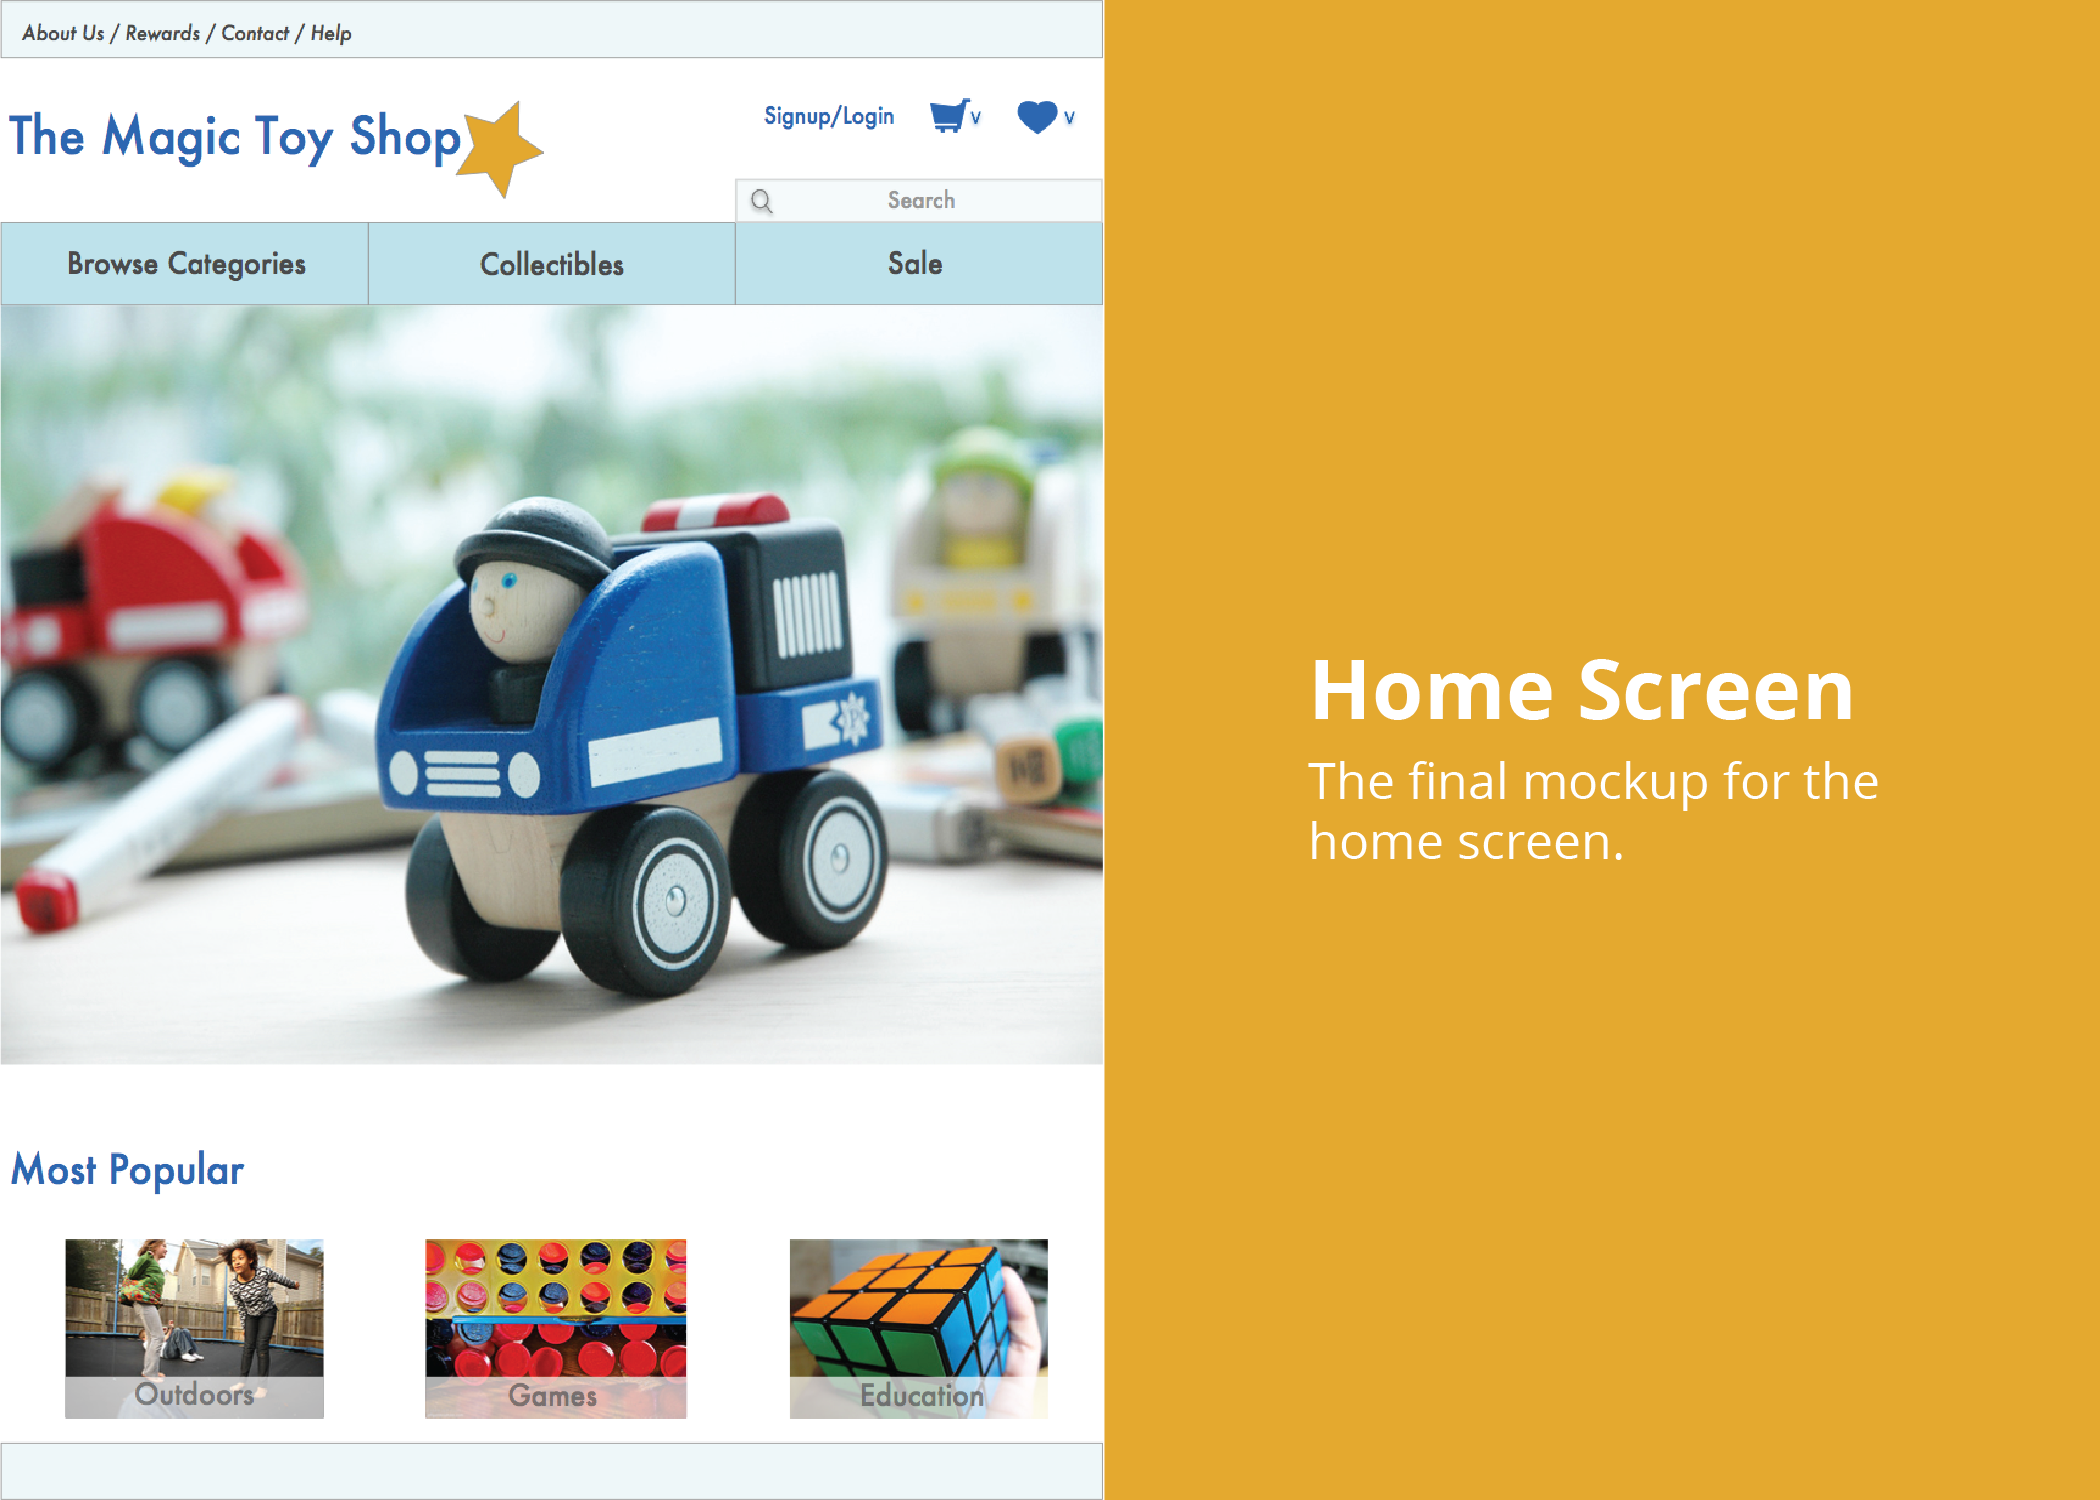 About Us / Rewards / Contact / Help
The Magic Toy Shop
Signup/Login
v
v
Search
Browse Categories
Collectibles
Sale
P
Most Popular
Outdoors
Games
Education
Home Screen
The final mockup for the
home screen.